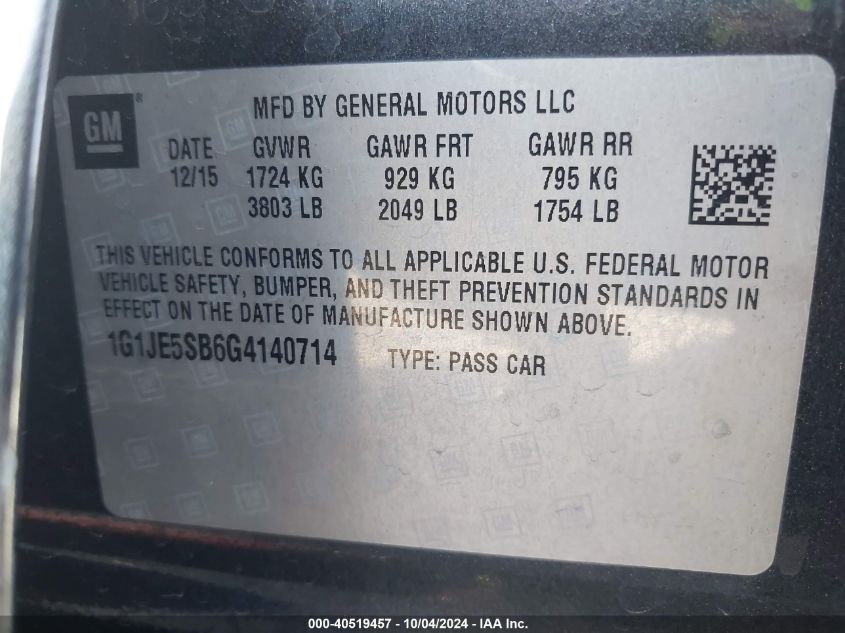 GM ®
MFD BY GENERAL MOTORS LLC
DATE GVWR GAWR FRT GAWR RR
12/15 1724 KG 929 KG 795 KG
3803 LB 2049 LB 1754 LB
THIS VEHICLE CONFORMS TO ALL APPLICABLE U.S. FEDERAL MOTOR
VEHICLE SAFETY, BUMPER, AND THEFT PREVENTION STANDARDS IN
EFFECT ON THE DATE OF MANUFACTURE SHOWN ABOVE.
1G1JE5SB6G4140714 TYPE: PASS CAR
000-40519457 - 10/04/2024 - IAA Inc.